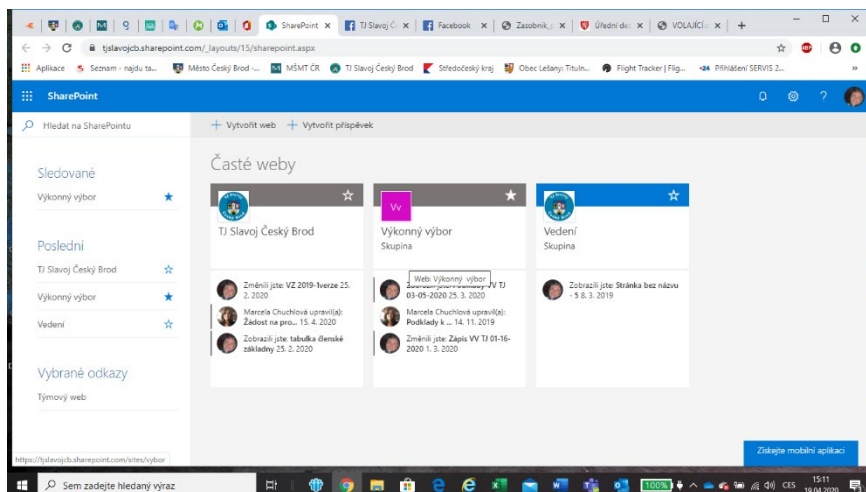 SharePoint
TJ Slavoj Č
Facebook
Zasobnik_
Úřední de
VOLAJÍCÍ
tjslavojcb.sharepoint.com/_layouts/15/sharepoint.aspx
Aplikace
Seznam - najdu ta...
Město Český Brod -...
MŠMT ČR
TJ Slavoj Český Brod
Středočeský kraj
Obec Lešany: Tituln...
Flight Tracker | Flig...
Přihlášení SERVIS 2...
SharePoint
Hledat na SharePointu
+ Vytvořit web
+ Vytvořit příspěvek
Sledované
Výkonný výbor
Poslední
TJ Slavoj Český Brod
Výkonný výbor
Vedení
Vybrané odkazy
Týmový web
Časté weby
TJ Slavoj Český Brod
Změnili jste: VZ 2019-1verze 25.
2. 2020
Marcela Chuchlová upravil(a):
Žádost na pro... 15. 4. 2020
Zobrazili jste: tabulka členské
základny 25. 2. 2020
Vv
Výkonný výbor
Skupina
Web: Výkonný výbor
03-05-2020 25. 3. 2020
Marcela Chuchlová upravil(a):
Podklady k ... 14. 11. 2019
Změnili jste: Zápis VV TJ 01-16-
2020 1. 3. 2020
Vedení
Skupina
Zobrazili jste: Stránka bez názvu
- 5 8. 3. 2019
Získejte mobilní aplikaci
https://tjslavojcb.sharepoint.com/sites/vybor
Sem zadejte hledaný výraz
100%
CES
15:11
19.04.2020